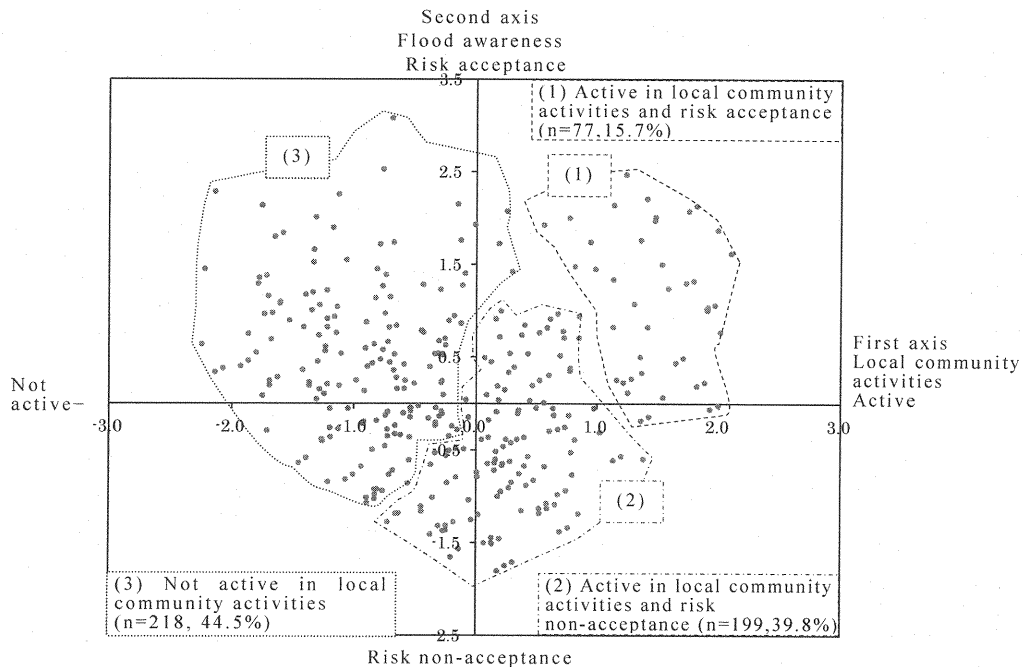 Second axis
Flood awareness
Risk acceptance
3.5
(1) Active in local community
activities and risk acceptance
(n=77,15.7%)
(3)
2.5
(1)
1.5
0.5
First axis
Local community
activities
Active
Not
active
-3.0
-2.0
-1.0
0.0
1.0
2.0
3.0
-0.5
(2)
-1.5
(3) Not active in local
community activities
(n=218, 44.5%)
(2) Active in local community
activities and risk
non-acceptance (n=199,39.8%)
2.5
Risk non-acceptance